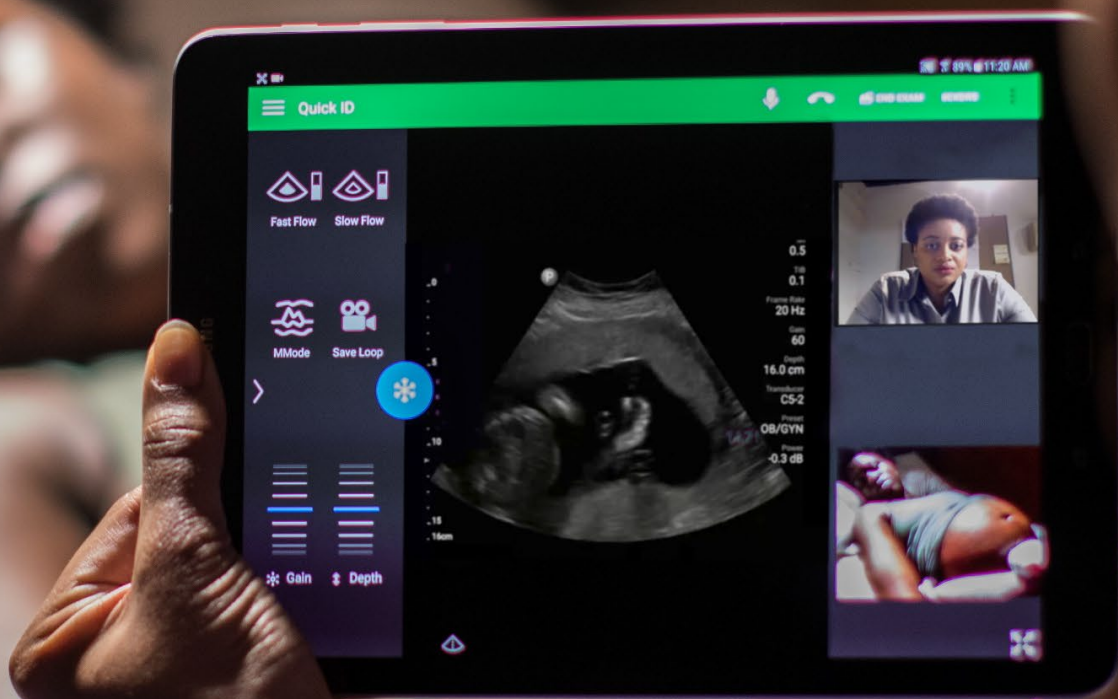 39% 11:20 AM
Quick ID
END EXAM
REVIEW
Fast Flow
Slow Flow
MMode
Save Loop
Gain
Depth
0
5
10
15
16cm
P
0.5
TIB
0.1
Frame Rate
20 Hz
Gain
60
Depth
16.0 cm
Transducer
C5-2
Preset
OB/GYN
Power
-0.3 dB